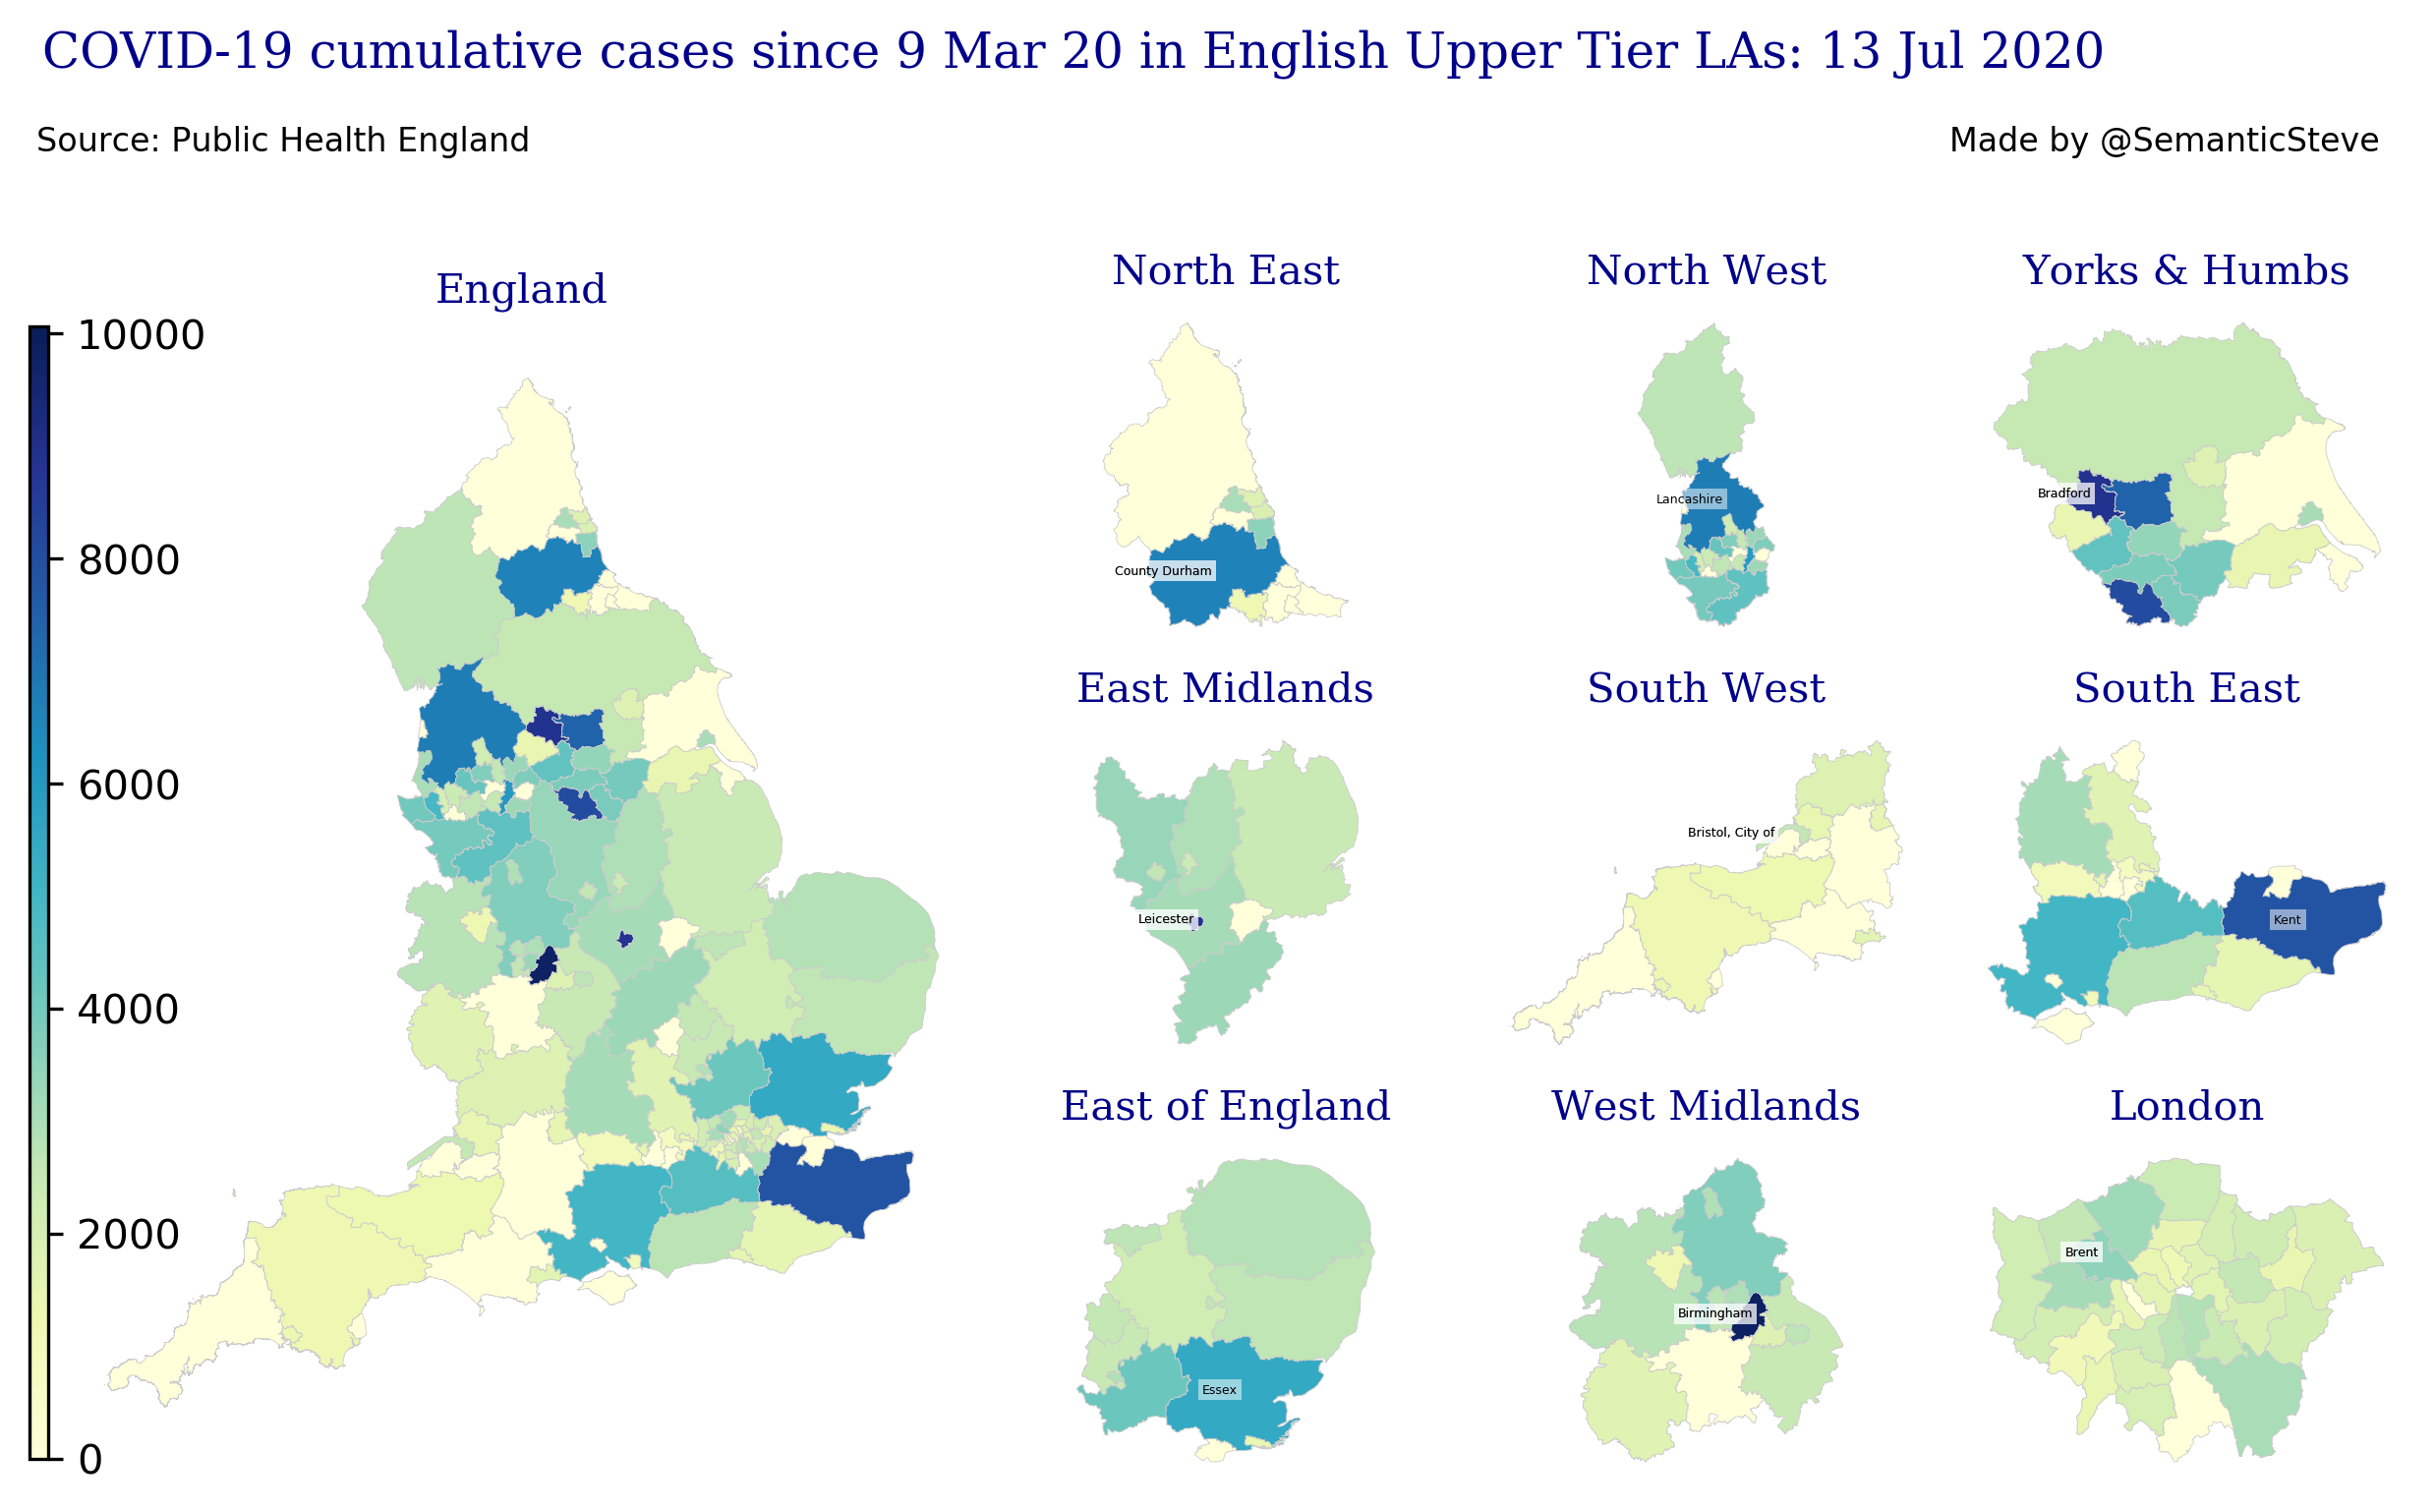 COVID-19 cumulative cases since 9 Mar 20 in English Upper Tier LAs: 13 Jul 2020
Source: Public Health England
Made by @SemanticSteve
England
10000
8000
6000
4000
2000
0
North East
County Durham
North West
Lancashire
Yorks & Humbs
Bradford
East Midlands
Leicester
South West
Bristol, City of
South East
Kent
East of England
Essex
West Midlands
Birmingham
London
Brent